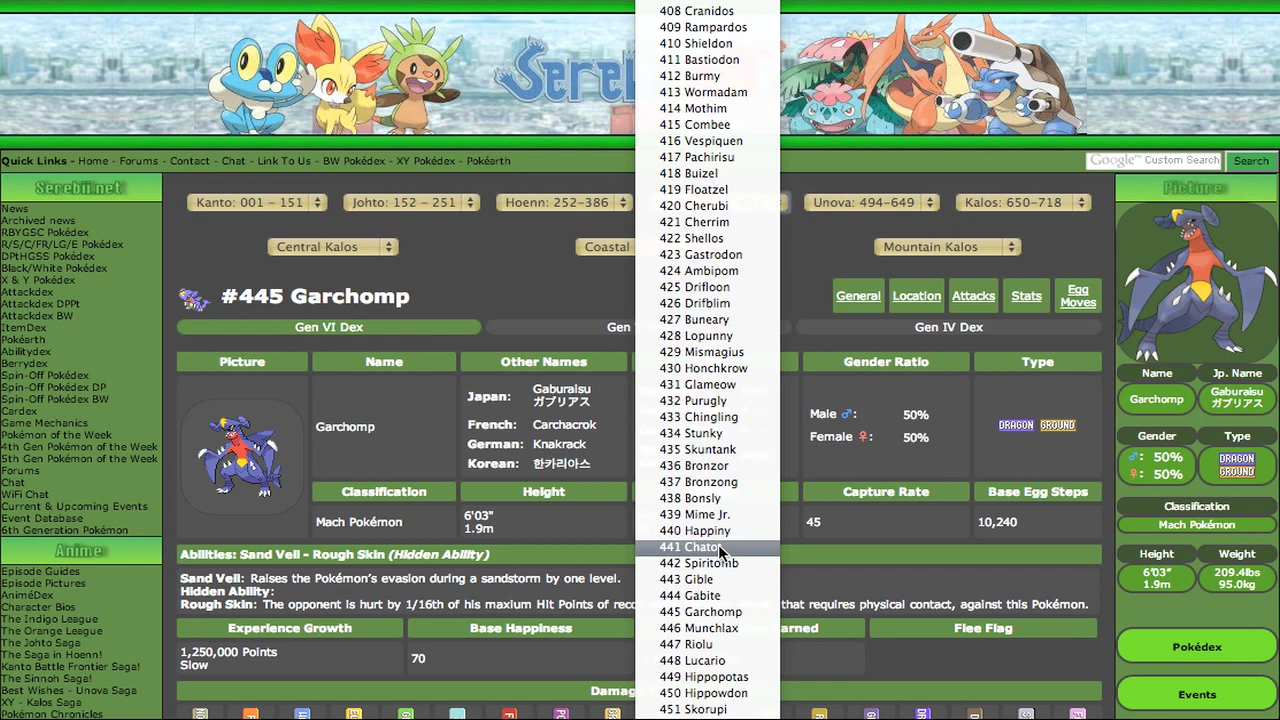 Sereb
Quick Links - Home - Forums - Contact - Chat - Link To Us - BW Pokédex - XY Pokédex - Pokéarth
Google™ Custom Search
Search
Serebii.net
News
Archived news
RBYGSC Pokédex
R/S/C/FR/LG/E Pokédex
DPtHGSS Pokédex
Black/White Pokédex
X & Y Pokédex
Attackdex
Attackdex DPPt
Attackdex BW
ItemDex
Pokéarth
Abilitydex
Berrydex
Spin-Off Pokédex
Spin-Off Pokédex DP
Spin-Off Pokédex BW
Cardex
Game Mechanics
Pokémon of the Week
4th Gen Pokémon of the Week
5th Gen Pokémon of the Week
Forums
Chat
WiFi Chat
Current & Upcoming Events
Event Database
6th Generation Pokémon
Anime
Episode Guides
Episode Pictures
AniméDex
Character Bios
The Indigo League
The Orange League
The Johto Saga
The Saga in Hoenn!
Kanto Battle Frontier Saga!
The Sinnoh Saga!
Best Wishes - Unova Saga
XY - Kalos Saga
Pokémon Chronicles
Kanto: 001 – 151
Johto: 152 – 251
Hoenn: 252–386
Unova: 494–649
Kalos: 650–718
Central Kalos
Coastal
Mountain Kalos
#445 Garchomp
General
Location
Attacks
Stats
Egg
Moves
Gen VI Dex
Gen
Gen IV Dex
Picture
Name
Other Names
Gender Ratio
Type
Garchomp
Japan:
Gaburaisu
ガブリアス
French: Carchacrok
German: Knakrack
Korean: 한카리아스
Male ♂: 50%
Female ♀: 50%
DRAGON GROUND
Classification
Height
Capture Rate
Base Egg Steps
Mach Pokémon
6'03"
1.9m
45
10,240
Abilities: Sand Veil - Rough Skin (Hidden Ability)
Sand Veil: Raises the Pokémon's evasion during a sandstorm by one level.
Hidden Ability:
Rough Skin: The opponent is hurt by 1/16th of his maxium Hit Points of reco that requires physical contact, against this Pokémon.
Experience Growth
Base Happiness
arned
Flee Flag
1,250,000 Points
Slow
70
Damag
408 Cranidos
409 Rampardos
410 Shieldon
411 Bastiodon
412 Burmy
413 Wormadam
414 Mothim
415 Combee
416 Vespiquen
417 Pachirisu
418 Buizel
419 Floatzel
420 Cherubi
421 Cherrim
422 Shellos
423 Gastrodon
424 Ambipom
425 Drifloon
426 Drifblim
427 Buneary
428 Lopunny
429 Mismagius
430 Honchkrow
431 Glameow
432 Purugly
433 Chingling
434 Stunky
435 Skuntank
436 Bronzor
437 Bronzong
438 Bonsly
439 Mime Jr.
440 Happiny
441 Chatot
442 Spiritomb
443 Gible
444 Gabite
445 Garchomp
446 Munchlax
447 Riolu
448 Lucario
449 Hippopotas
450 Hippowdon
451 Skorupi
Picture
Name
Jp. Name
Garchomp
Gaburaisu
ガブリアス
Gender
Type
♂: 50%
♀: 50%
DRAGON
GROUND
Classification
Mach Pokémon
Height
Weight
6'03"
1.9m
209.4lbs
95.0kg
Pokédex
Events